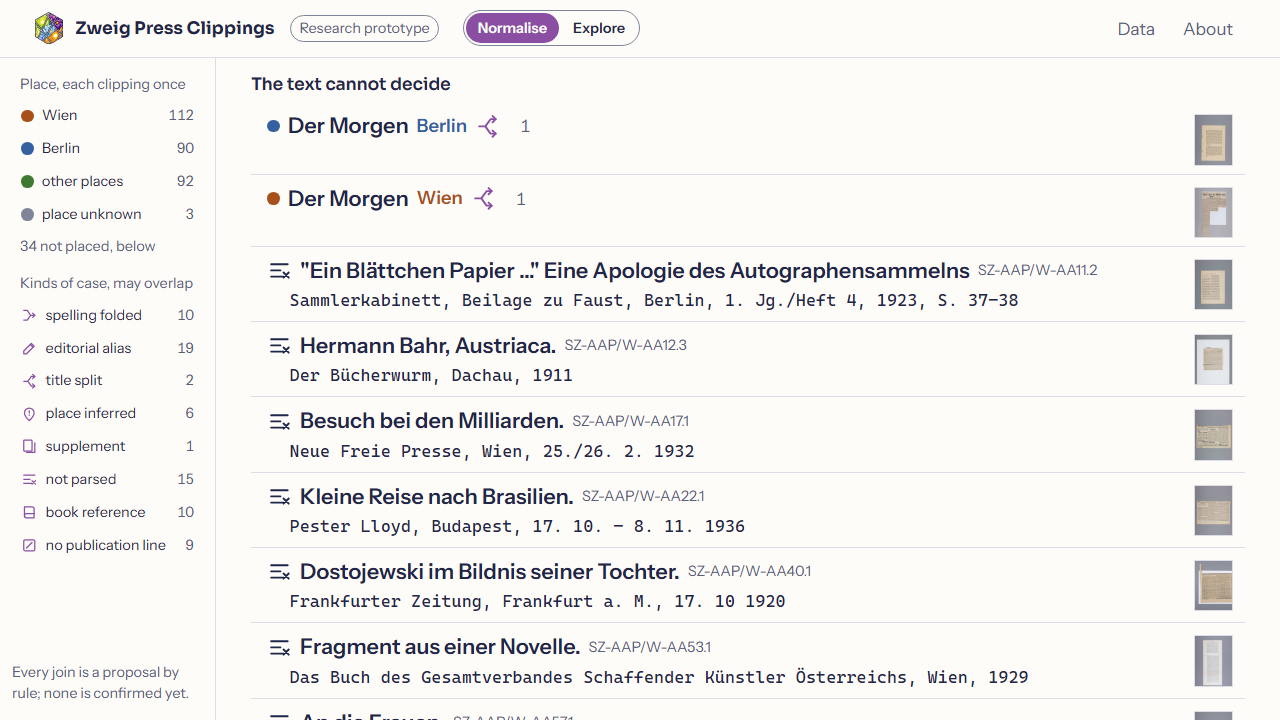 Zweig Press Clippings
Research prototype
Normalise
Explore
Data
About
Place, each clipping once
Wien 112
Berlin 90
other places 92
place unknown 3
34 not placed, below
Kinds of case, may overlap
spelling folded 10
editorial alias 19
title split 2
place inferred 6
supplement 1
not parsed 15
book reference 10
no publication line 9
Every join is a proposal by
rule; none is confirmed yet.
The text cannot decide
Der Morgen Berlin 1
Der Morgen Wien 1
"Ein Blättchen Papier ..." Eine Apologie des Autographensammelns SZ-AAP/W-AA11.2
Sammlerkabinett, Beilage zu Faust, Berlin, 1. Jg./Heft 4, 1923, S. 37–38
Hermann Bahr, Austriaca. SZ-AAP/W-AA12.3
Der Bücherwurm, Dachau, 1911
Besuch bei den Milliarden. SZ-AAP/W-AA17.1
Neue Freie Presse, Wien, 25./26. 2. 1932
Kleine Reise nach Brasilien. SZ-AAP/W-AA22.1
Pester Lloyd, Budapest, 17. 10. – 8. 11. 1936
Dostojewski im Bildnis seiner Tochter. SZ-AAP/W-AA40.1
Frankfurter Zeitung, Frankfurt a. M., 17. 10 1920
Fragment aus einer Novelle. SZ-AAP/W-AA53.1
Das Buch des Gesamtverbandes Schaffender Künstler Österreichs, Wien, 1929
An die Frauen. SZ-AAP/W-AA57.1